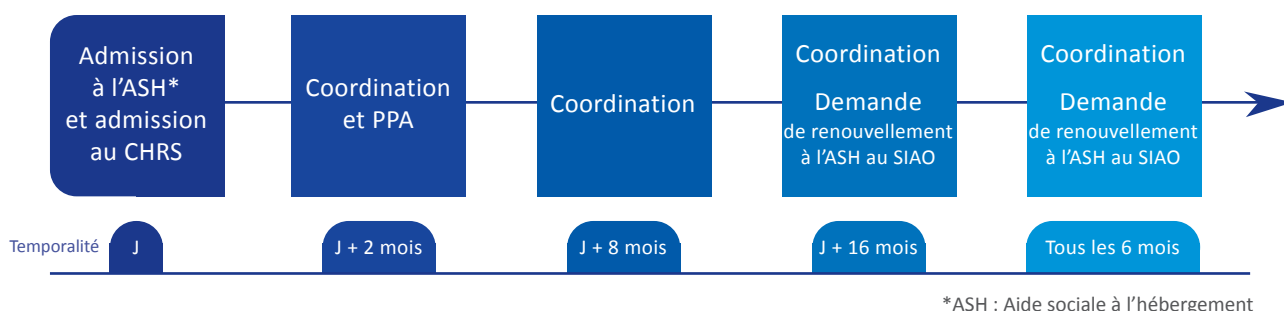 Admission
à l'ASH*
et admission
au CHRS
Coordination
et PPA
Coordination
Coordination
Demande
de renouvellement
à l'ASH au SIAO
Coordination
Demande
de renouvellement
à l'ASH au SIAO
Temporalité
J
J + 2 mois
J + 8 mois
J + 16 mois
Tous les 6 mois
*ASH : Aide sociale à l'hébergement